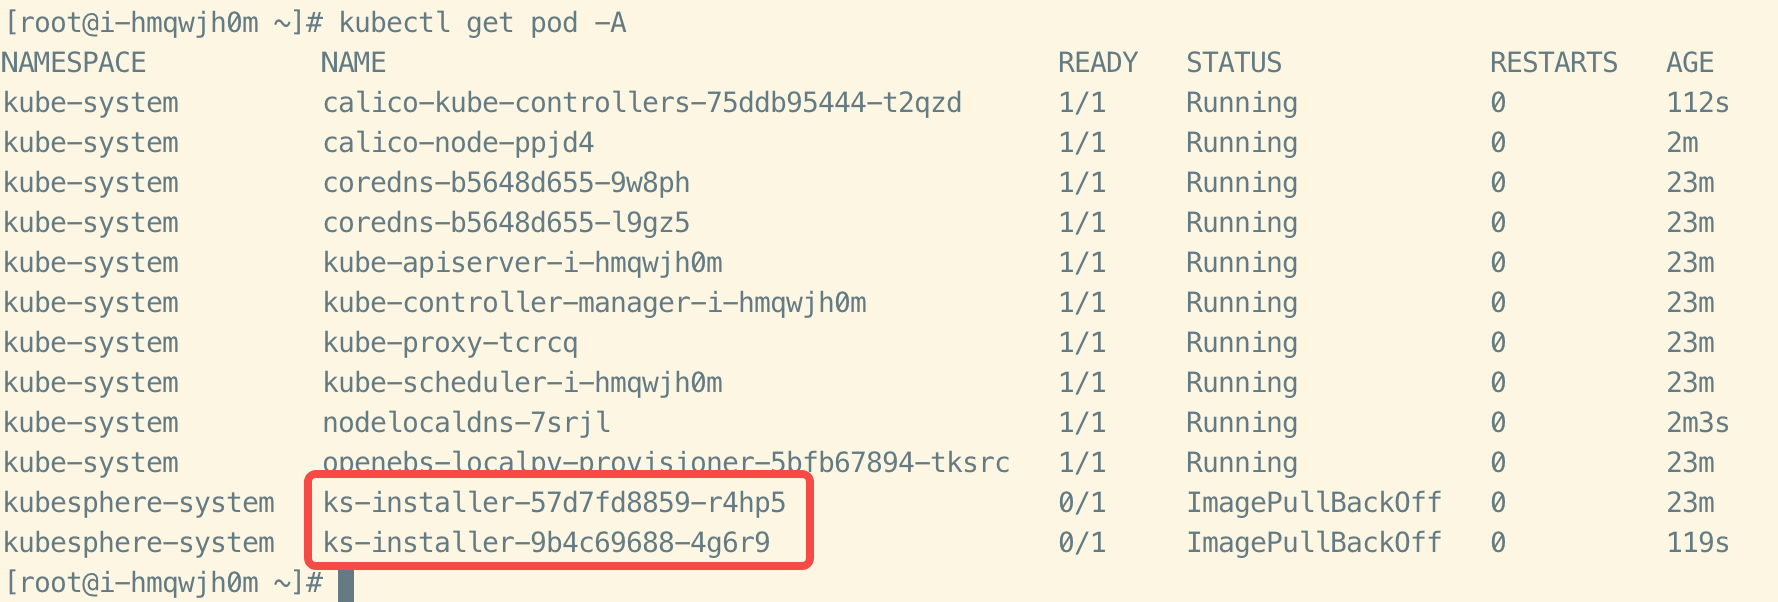 [root@i-hmqwjh0m ~]# kubectl get pod -A
NAMESPACE NAME READY STATUS RESTARTS AGE
kube-system calico-kube-controllers-75ddb95444-t2qzd 1/1 Running 0 112s
kube-system calico-node-ppjd4 1/1 Running 0 2m
kube-system coredns-b5648d655-9w8ph 1/1 Running 0 23m
kube-system coredns-b5648d655-l9gz5 1/1 Running 0 23m
kube-system kube-apiserver-i-hmqwjh0m 1/1 Running 0 23m
kube-system kube-controller-manager-i-hmqwjh0m 1/1 Running 0 23m
kube-system kube-proxy-tcrcq 1/1 Running 0 23m
kube-system kube-scheduler-i-hmqwjh0m 1/1 Running 0 23m
kube-system nodelocaldns-7srjl 1/1 Running 0 2m3s
kube-system openebs-localpv-provisioner-5bfb67894-tksrc 1/1 Running 0 23m
kubesphere-system ks-installer-57d7fd8859-r4hp5 0/1 ImagePullBackOff 0 23m
kubesphere-system ks-installer-9b4c69688-4g6r9 0/1 ImagePullBackOff 0 119s
[root@i-hmqwjh0m ~]#